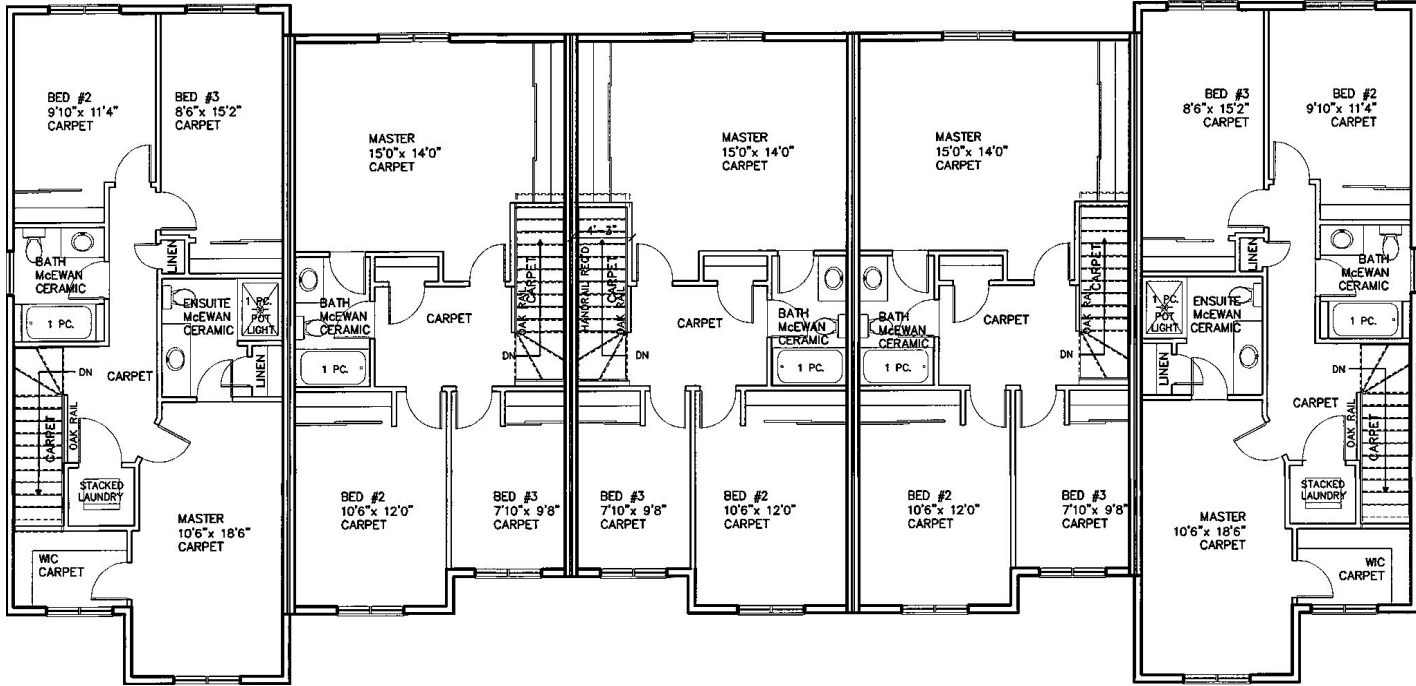 BED #2
9'10"x 11'4"
CARPET
BED #3
8'6"x 15'2"
CARPET
BATH
McEWAN
CERAMIC
LINEN
1 PC.
ENSUITE
McEWAN
CERAMIC
1 PC.
POT
LIGHT
LINEN
DN
CARPET
CARPET
OAK RAIL
STACKED
LAUNDRY
MASTER
10'6"x 18'6"
CARPET
WIC
CARPET
MASTER
15'0"x 14'0"
CARPET
BATH
McEWAN
CERAMIC
1 PC.
CARPET
OAK RAIL
CARPET
DN
BED #2
10'6"x 12'0"
CARPET
BED #3
7'10"x 9'8"
CARPET
MASTER
15'0"x 14'0"
CARPET
4'-3"
HANDRAIL REQ'D
CARPET
OAK RAIL
DN
CARPET
BATH
McEWAN
CERAMIC
1 PC.
BED #3
7'10"x 9'8"
CARPET
BED #2
10'6"x 12'0"
CARPET
MASTER
15'0"x 14'0"
CARPET
BATH
McEWAN
CERAMIC
1 PC.
CARPET
OAK RAIL
CARPET
DN
BED #2
10'6"x 12'0"
CARPET
BED #3
7'10"x 9'8"
CARPET
BED #3
8'6"x 15'2"
CARPET
BED #2
9'10"x 11'4"
CARPET
LINEN
BATH
McEWAN
CERAMIC
1 PC.
1 PC.
POT
LIGHT
ENSUITE
McEWAN
CERAMIC
LINEN
DN
CARPET
OAK RAIL
CARPET
STACKED
LAUNDRY
MASTER
10'6"x 18'6"
CARPET
WIC
CARPET